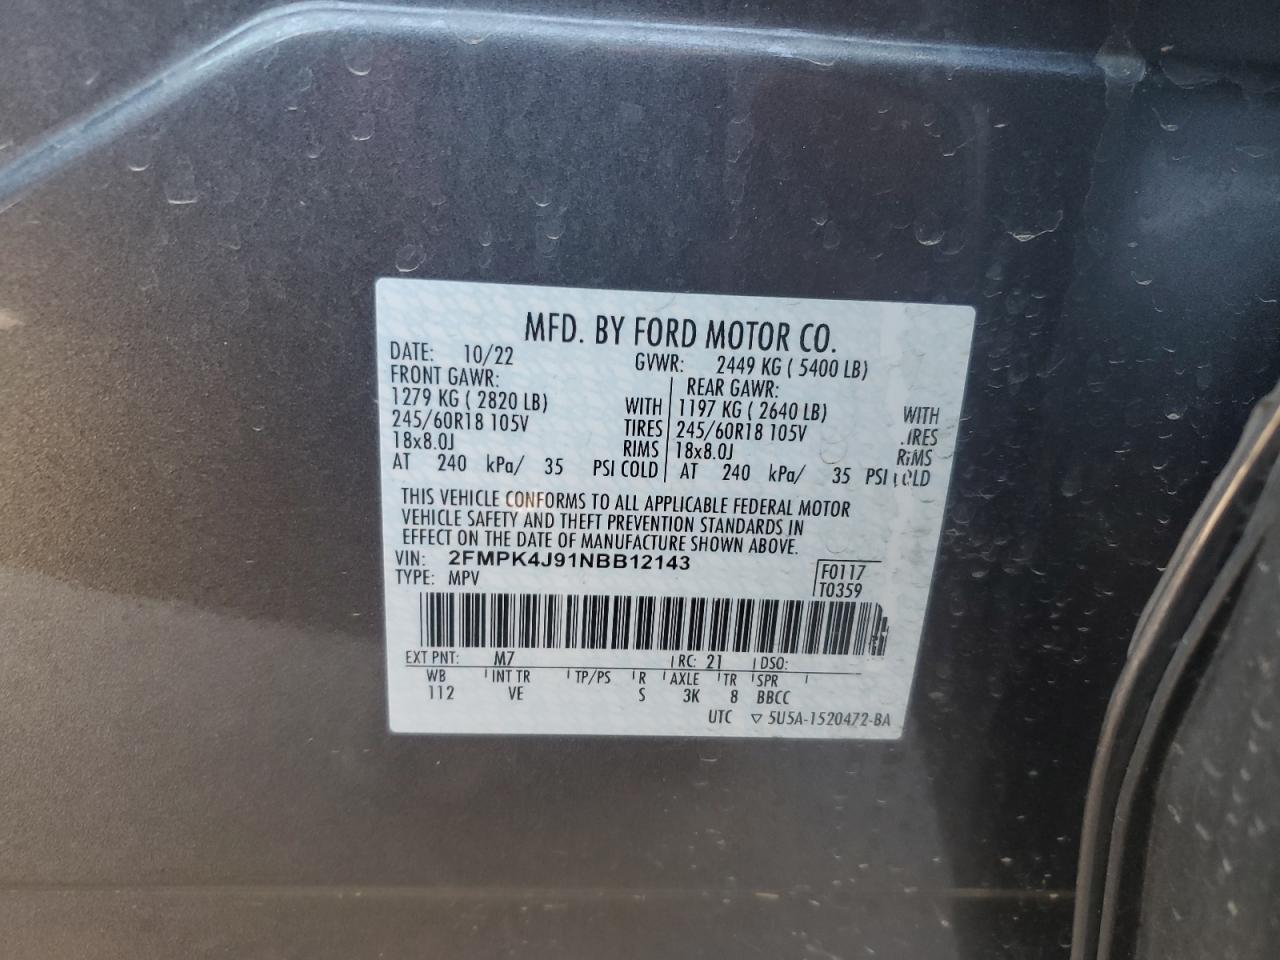 MFD. BY FORD MOTOR CO.
DATE: 10/22 GVWR: 2449 KG ( 5400 LB)
FRONT GAWR: REAR GAWR:
1279 KG ( 2820 LB) WITH 1197 KG ( 2640 LB) WITH
245/60R18 105V TIRES 245/60R18 105V .IRES
18x8.0J RIMS 18x8.0J RIMS
AT 240 kPa/ 35 PSI COLD AT 240 kPa/ 35 PSI COLD
THIS VEHICLE CONFORMS TO ALL APPLICABLE FEDERAL MOTOR
VEHICLE SAFETY AND THEFT PREVENTION STANDARDS IN
EFFECT ON THE DATE OF MANUFACTURE SHOWN ABOVE.
VIN: 2FMPK4J91NBB12143
TYPE: MPV
F0117
T0359
EXT PNT: M7 RC: 21 DSO:
WB INT TR TP/PS R AXLE TR SPR
112 VE S 3K 8 BBCC
UTC ▽ 5U5A-1520472-BA